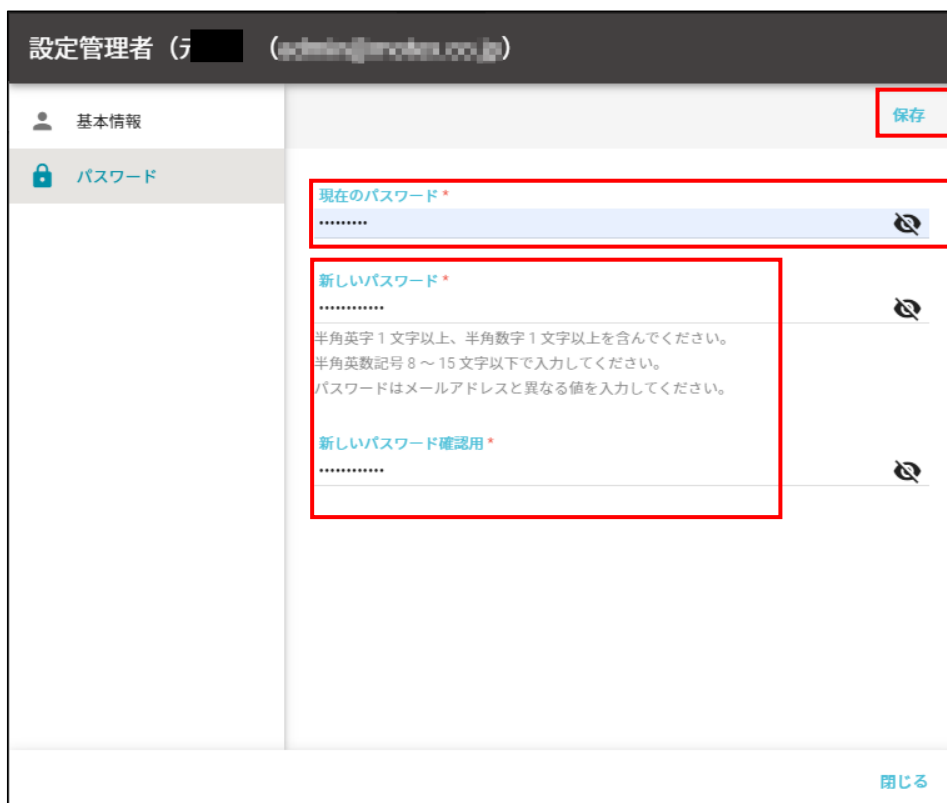 設定管理者（元
基本情報
保存
パスワード
現在のパスワード *
•••••••••
新しいパスワード *
••••••••••••
半角英字 1 文字以上、半角数字 1 文字以上を含んでください。
半角英数記号 8 ～ 15 文字以下で入力してください。
パスワードはメールアドレスと異なる値を入力してください。
新しいパスワード確認用 *
••••••••••••
閉じる